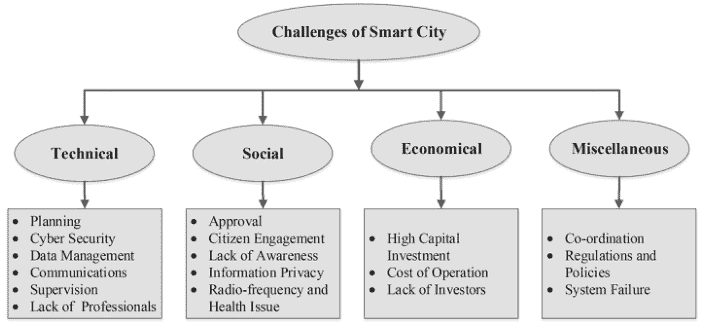 Challenges of Smart City
Technical
Social
Economical
Miscellaneous
• Planning
• Cyber Security
• Data Management
• Communications
• Supervision
• Lack of Professionals
• Approval
• Citizen Engagement
• Lack of Awareness
• Information Privacy
• Radio-frequency and
Health Issue
• High Capital
Investment
• Cost of Operation
• Lack of Investors
• Co-ordination
• Regulations and
Policies
• System Failure